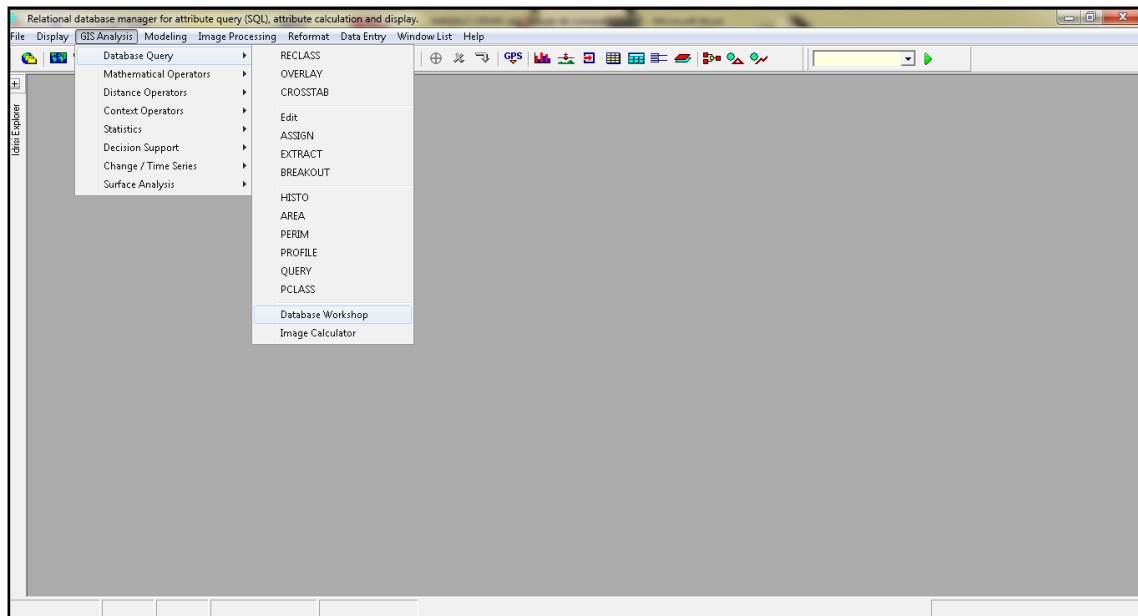 Relational database manager for attribute query (SQL), attribute calculation and display.
File Display GIS Analysis Modeling Image Processing Reformat Data Entry Window List Help
GPS
Idrisi Explorer
Database Query
Mathematical Operators
Distance Operators
Context Operators
Statistics
Decision Support
Change / Time Series
Surface Analysis
RECLASS
OVERLAY
CROSSTAB
Edit
ASSIGN
EXTRACT
BREAKOUT
HISTO
AREA
PERIM
PROFILE
QUERY
PCLASS
Database Workshop
Image Calculator